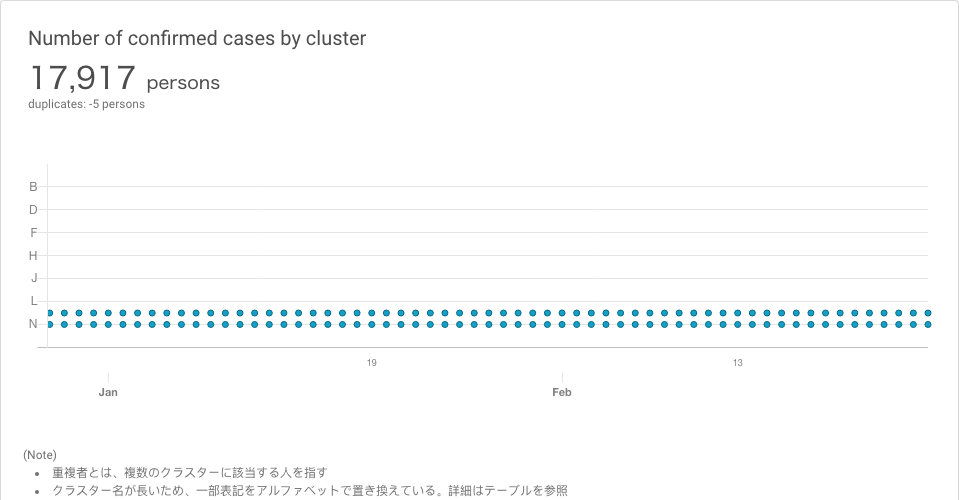 Number of confirmed cases by cluster
17,917 persons
duplicates: -5 persons
B
D
F
H
J
L
N
19
13
Jan
Feb
(Note)
• 重複者とは、複数のクラスターに該当する人を指す
• クラスター名が長いため、一部表記をアルファベットで置き換えている。詳細はテーブルを参照